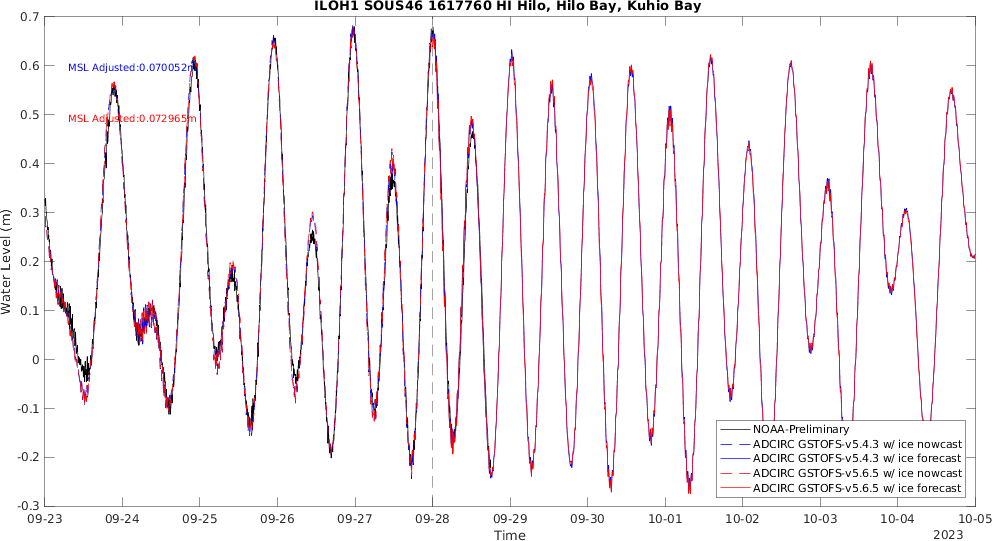 ILOH1 SOUS46 1617760 HI Hilo, Hilo Bay, Kuhio Bay
0.7
0.6
0.5
0.4
0.3
0.2
0.1
0
-0.1
-0.2
-0.3
Water Level (m)
MSL Adjusted:0.070052m
MSL Adjusted:0.072965m
NOAA-Preliminary
ADCIRC GSTOFS-v5.4.3 w/ ice nowcast
ADCIRC GSTOFS-v5.4.3 w/ ice forecast
ADCIRC GSTOFS-v5.6.5 w/ ice nowcast
ADCIRC GSTOFS-v5.6.5 w/ ice forecast
09-23 09-24 09-25 09-26 09-27 09-28 09-29 09-30 10-01 10-02 10-03 10-04 10-05
Time
2023